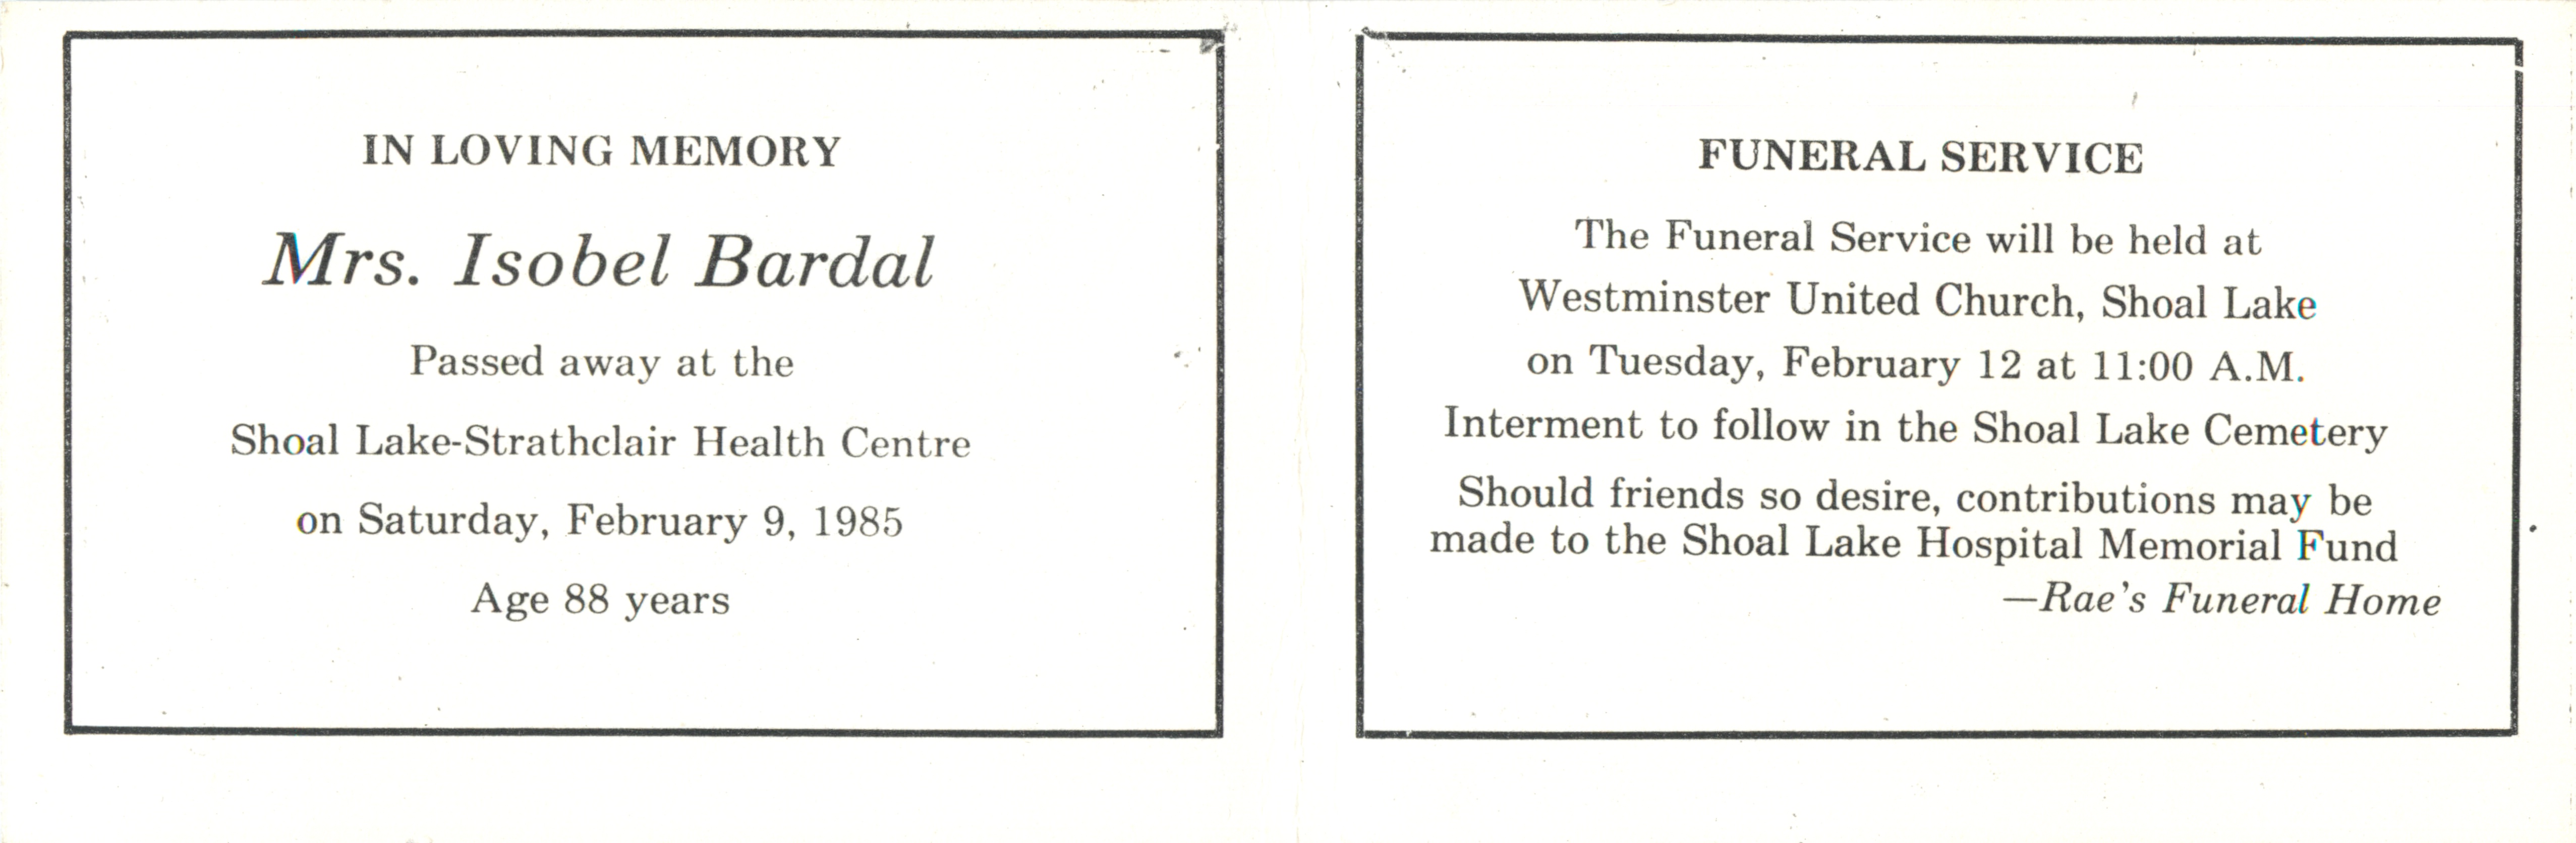 IN LOVING MEMORY
Mrs. Isobel Bardal
Passed away at the
Shoal Lake-Strathclair Health Centre
on Saturday, February 9, 1985
Age 88 years
FUNERAL SERVICE
The Funeral Service will be held at
Westminster United Church, Shoal Lake
on Tuesday, February 12 at 11:00 A.M.
Interment to follow in the Shoal Lake Cemetery
Should friends so desire, contributions may be
made to the Shoal Lake Hospital Memorial Fund
—Rae's Funeral Home